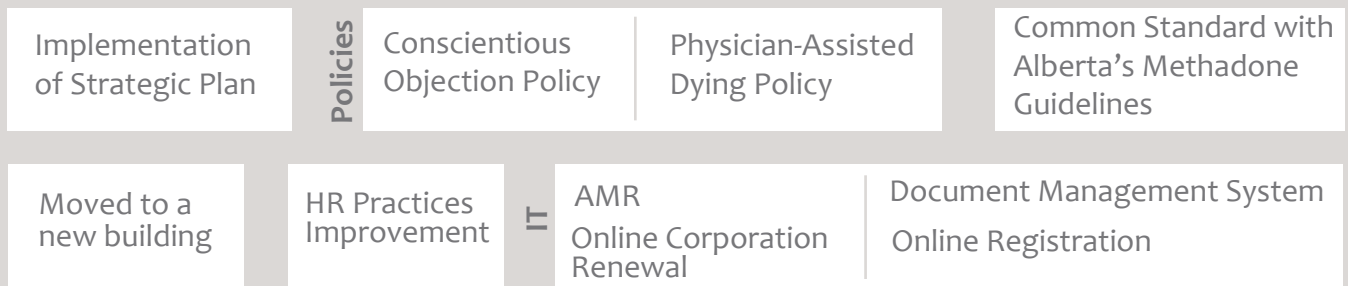 Implementation
of Strategic Plan
Policies
Conscientious
Objection Policy
Physician-Assisted
Dying Policy
Common Standard with
Alberta's Methadone
Guidelines
Moved to a
new building
HR Practices
Improvement
IT
AMR
Online Corporation
Renewal
Document Management System
Online Registration